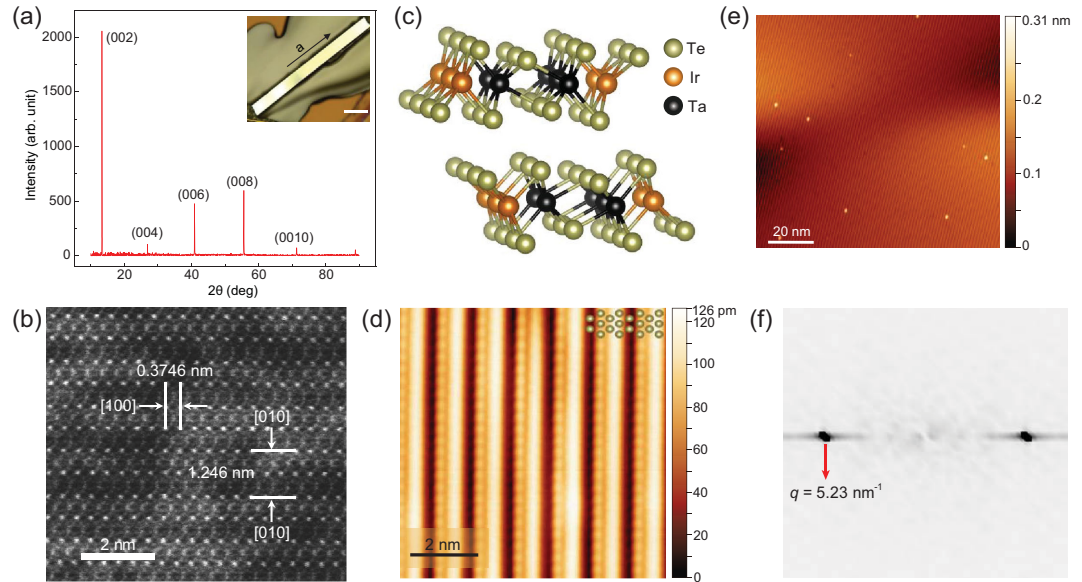 (a)
2000
1500
1000
500
0
Intensity (arb. unit)
(002)
(004)
(006)
(008)
(0010)
a
20
40
60
80
2θ (deg)
(c)
Te
Ir
Ta
(e)
0.31 nm
0.2
0.1
0
20 nm
(b)
0.3746 nm
[100]
[010]
1.246 nm
[010]
2 nm
(d)
126 pm
120
100
80
60
40
20
0
2 nm
(f)
q = 5.23 nm⁻¹